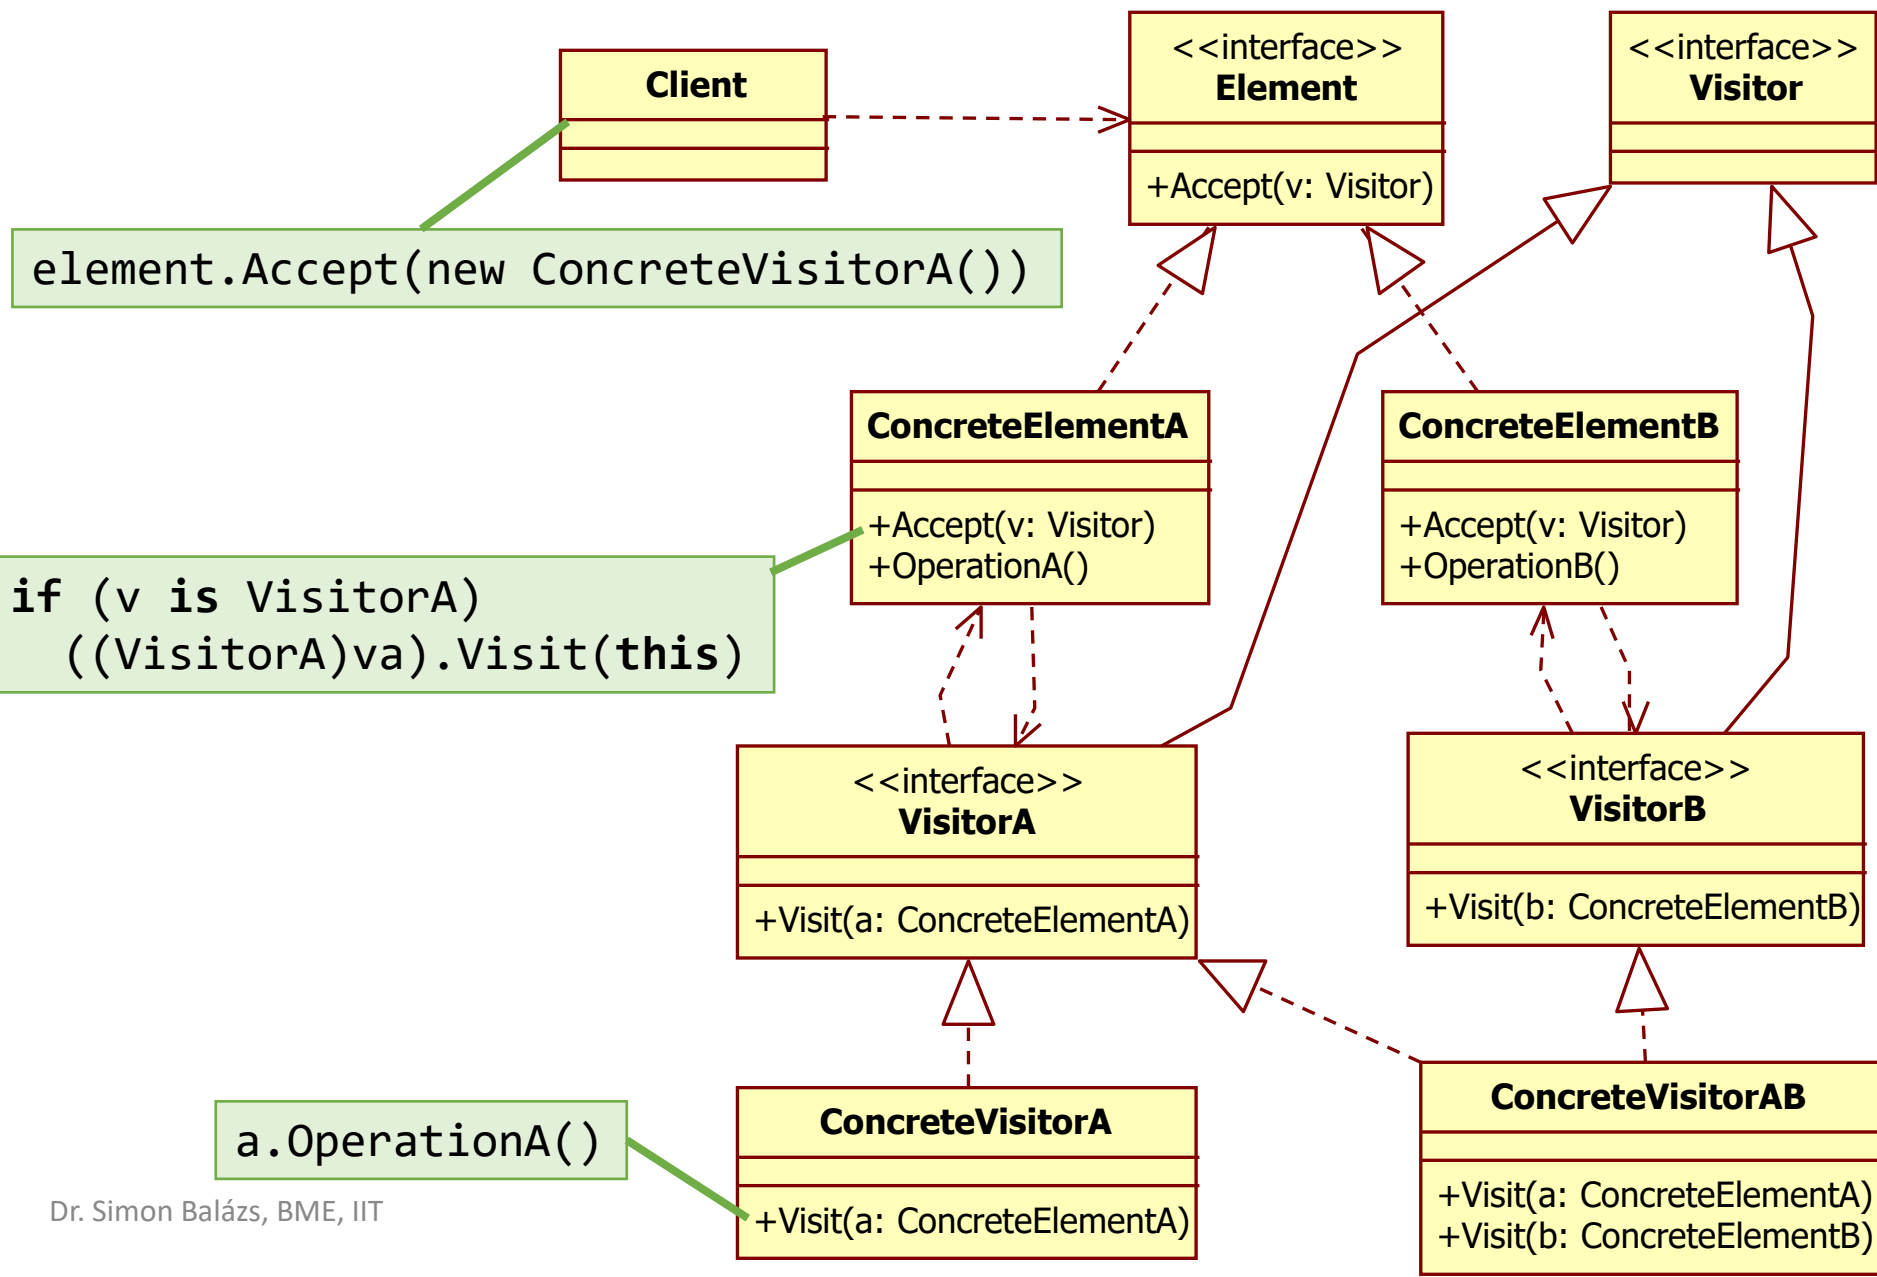 <<interface>>
Element
<<interface>>
Visitor
Client
+Accept(v: Visitor)
element.Accept(new ConcreteVisitorA())
ConcreteElementA
ConcreteElementB
+Accept(v: Visitor)
+OperationA()
+Accept(v: Visitor)
+OperationB()
if (v is VisitorA)
((VisitorA)va).Visit(this)
<<interface>>
VisitorA
<<interface>>
VisitorB
+Visit(a: ConcreteElementA)
+Visit(b: ConcreteElementB)
ConcreteVisitorA
ConcreteVisitorAB
a.OperationA()
+Visit(a: ConcreteElementA)
+Visit(a: ConcreteElementA)
+Visit(b: ConcreteElementB)
Dr. Simon Balázs, BME, IIT